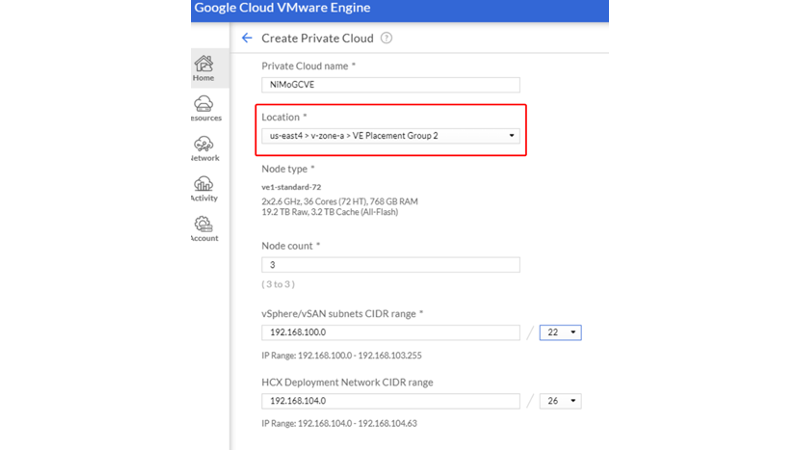 Google Cloud VMware Engine
Create Private Cloud ?
Home
esources
etwork
Activity
Account
Private Cloud name *
NIMoGCVE
Location *
us-east4 > v-zone-a > VE Placement Group 2
Node type *
ve1-standard-72
2x2.6 GHz, 36 Cores (72 HT), 768 GB RAM
19.2 TB Raw, 3.2 TB Cache (All-Flash)
Node count *
3
( 3 to 3 )
vSphere/vSAN subnets CIDR range *
192.168.100.0 / 22
IP Range: 192.168.100.0 - 192.168.103.255
HCX Deployment Network CIDR range
192.168.104.0 / 26
IP Range: 192.168.104.0 - 192.168.104.63